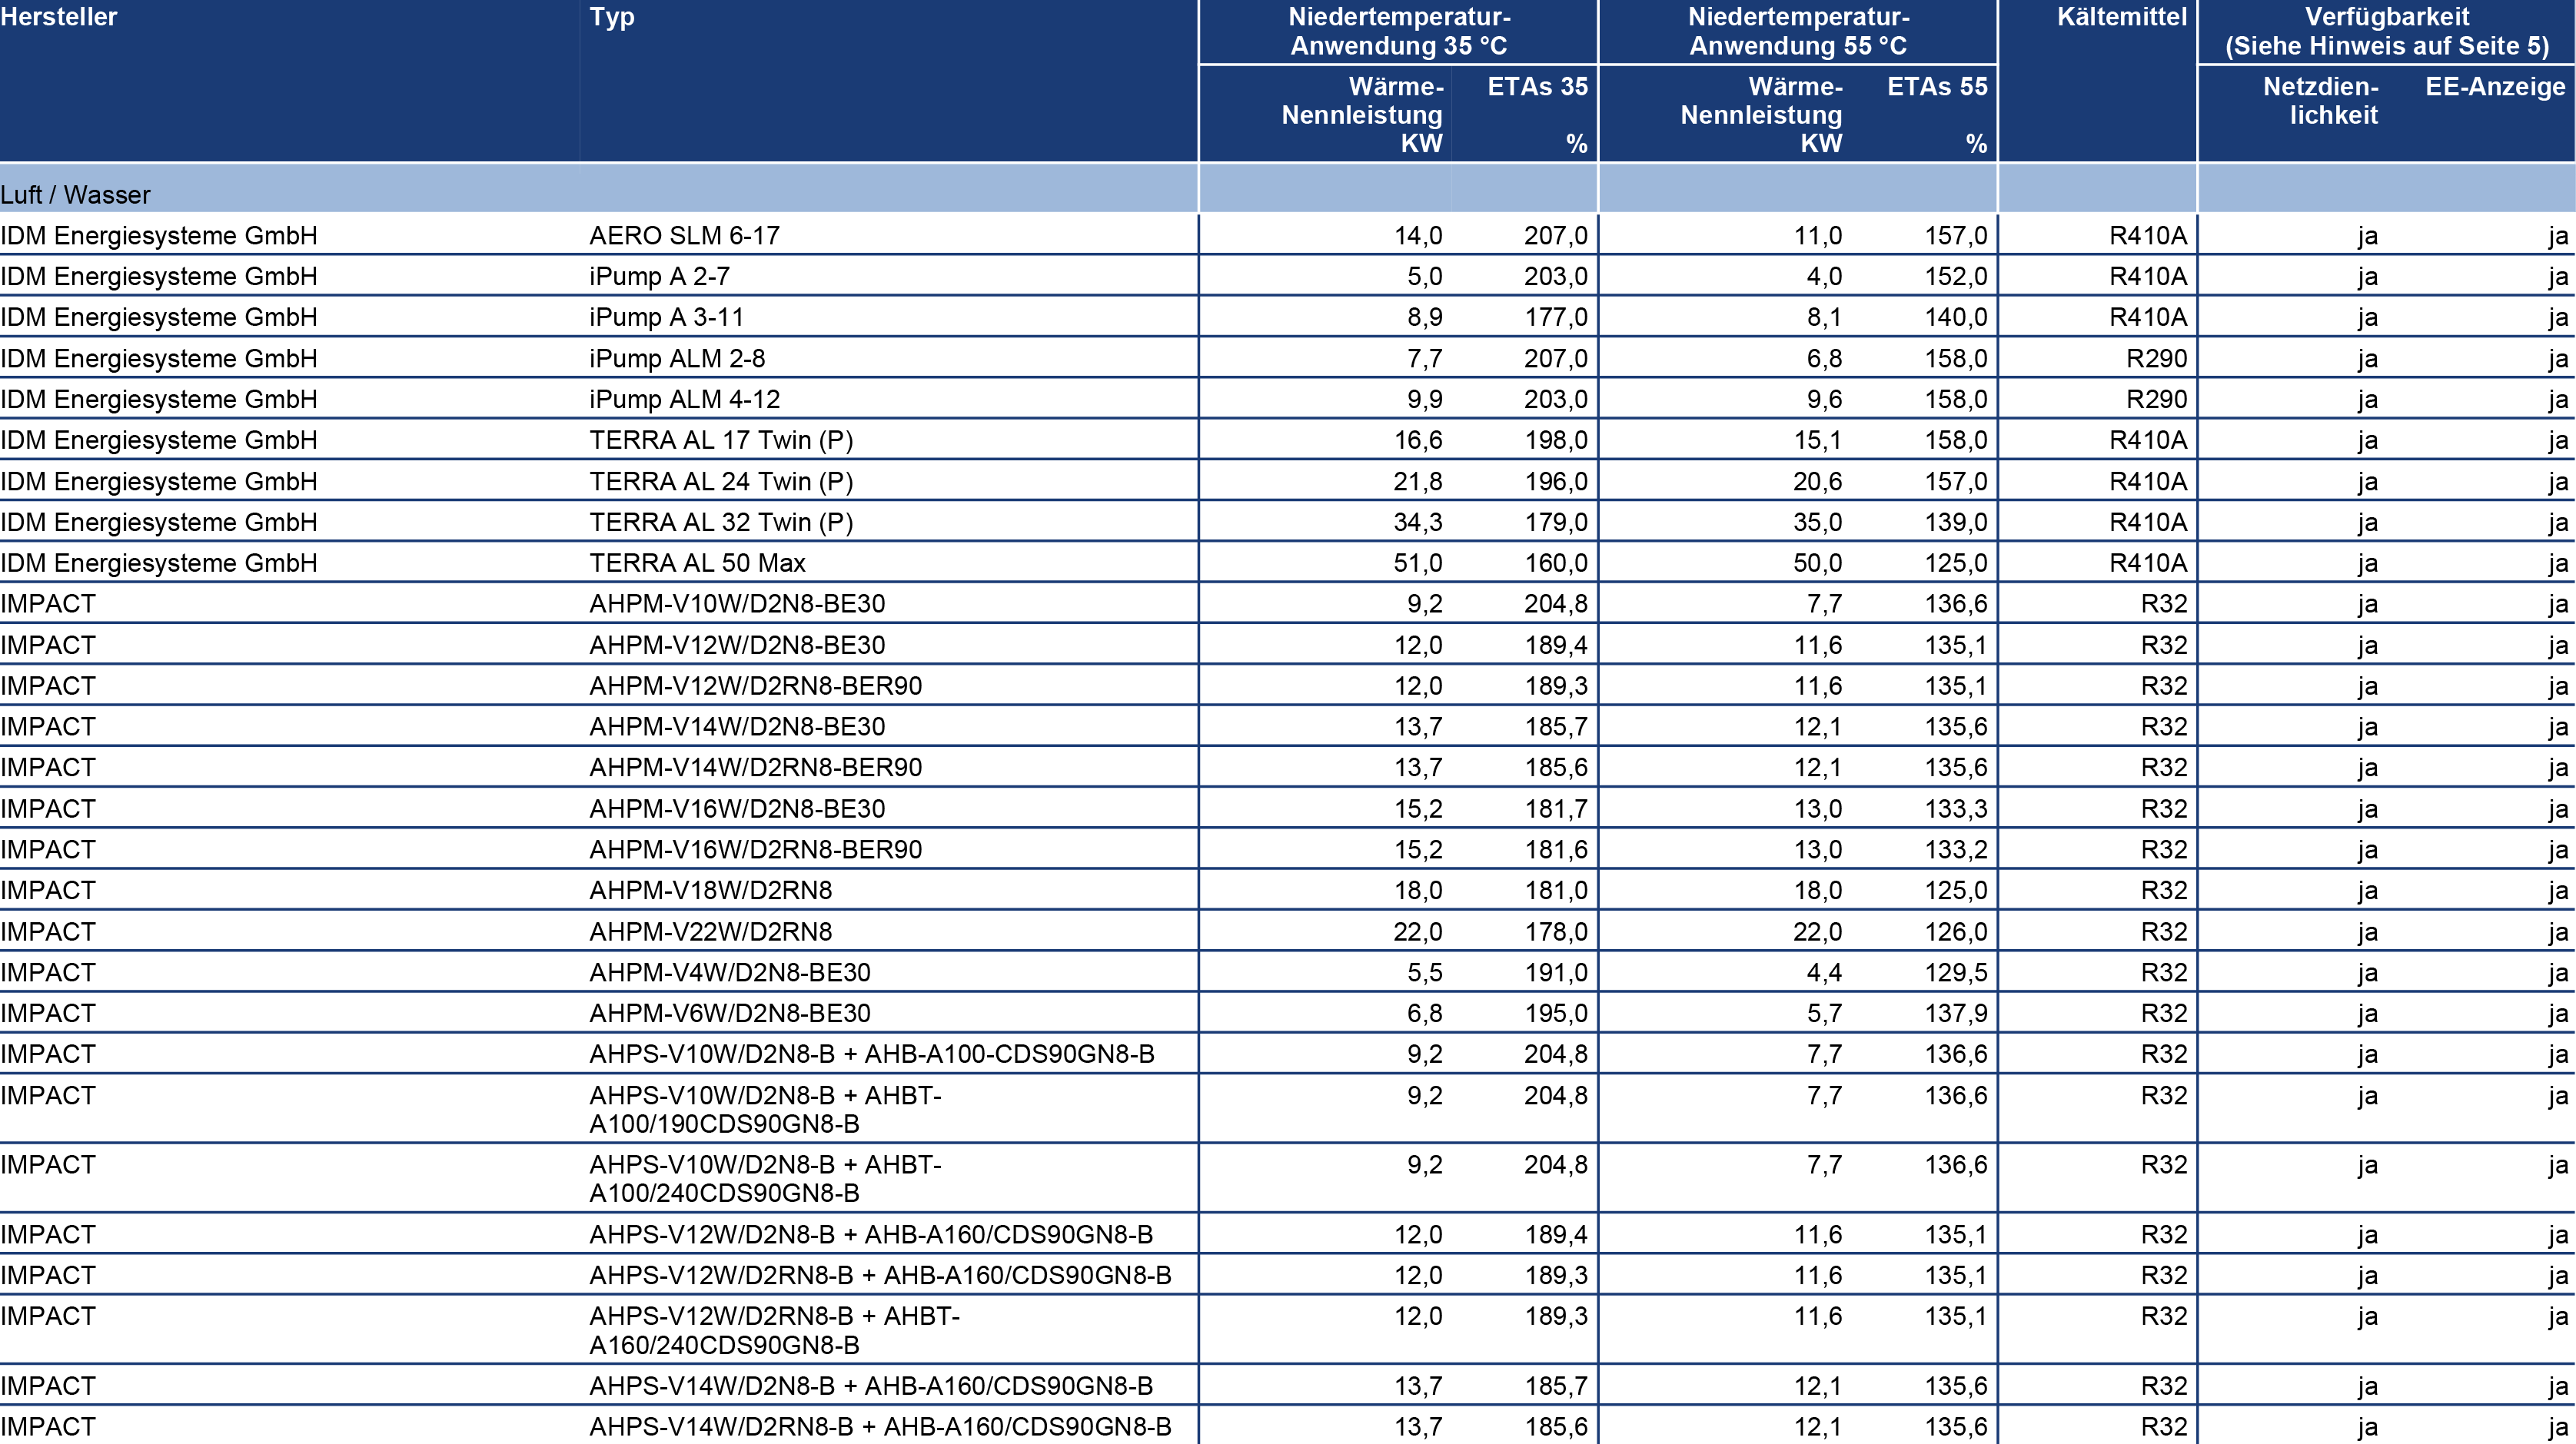 Hersteller Typ Niedertemperatur- Niedertemperatur- Kältemittel Verfügbarkeit
Anwendung 35 °C Anwendung 55 °C (Siehe Hinweis auf Seite 5)
Wärme- ETAs 35 Wärme- ETAs 55 Netzdien- EE-Anzeige
Nennleistung Nennleistung lichkeit
KW % KW %
Luft / Wasser
IDM Energiesysteme GmbH AERO SLM 6-17 14,0 207,0 11,0 157,0 R410A ja ja
IDM Energiesysteme GmbH iPump A 2-7 5,0 203,0 4,0 152,0 R410A ja ja
IDM Energiesysteme GmbH iPump A 3-11 8,9 177,0 8,1 140,0 R410A ja ja
IDM Energiesysteme GmbH iPump ALM 2-8 7,7 207,0 6,8 158,0 R290 ja ja
IDM Energiesysteme GmbH iPump ALM 4-12 9,9 203,0 9,6 158,0 R290 ja ja
IDM Energiesysteme GmbH TERRA AL 17 Twin (P) 16,6 198,0 15,1 158,0 R410A ja ja
IDM Energiesysteme GmbH TERRA AL 24 Twin (P) 21,8 196,0 20,6 157,0 R410A ja ja
IDM Energiesysteme GmbH TERRA AL 32 Twin (P) 34,3 179,0 35,0 139,0 R410A ja ja
IDM Energiesysteme GmbH TERRA AL 50 Max 51,0 160,0 50,0 125,0 R410A ja ja
IMPACT AHPM-V10W/D2N8-BE30 9,2 204,8 7,7 136,6 R32 ja ja
IMPACT AHPM-V12W/D2N8-BE30 12,0 189,4 11,6 135,1 R32 ja ja
IMPACT AHPM-V12W/D2RN8-BER90 12,0 189,3 11,6 135,1 R32 ja ja
IMPACT AHPM-V14W/D2N8-BE30 13,7 185,7 12,1 135,6 R32 ja ja
IMPACT AHPM-V14W/D2RN8-BER90 13,7 185,6 12,1 135,6 R32 ja ja
IMPACT AHPM-V16W/D2N8-BE30 15,2 181,7 13,0 133,3 R32 ja ja
IMPACT AHPM-V16W/D2RN8-BER90 15,2 181,6 13,0 133,2 R32 ja ja
IMPACT AHPM-V18W/D2RN8 18,0 181,0 18,0 125,0 R32 ja ja
IMPACT AHPM-V22W/D2RN8 22,0 178,0 22,0 126,0 R32 ja ja
IMPACT AHPM-V4W/D2N8-BE30 5,5 191,0 4,4 129,5 R32 ja ja
IMPACT AHPM-V6W/D2N8-BE30 6,8 195,0 5,7 137,9 R32 ja ja
IMPACT AHPS-V10W/D2N8-B + AHB-A100-CDS90GN8-B 9,2 204,8 7,7 136,6 R32 ja ja
IMPACT AHPS-V10W/D2N8-B + AHBT- 9,2 204,8 7,7 136,6 R32 ja ja
A100/190CDS90GN8-B
IMPACT AHPS-V10W/D2N8-B + AHBT- 9,2 204,8 7,7 136,6 R32 ja ja
A100/240CDS90GN8-B
IMPACT AHPS-V12W/D2N8-B + AHB-A160/CDS90GN8-B 12,0 189,4 11,6 135,1 R32 ja ja
IMPACT AHPS-V12W/D2RN8-B + AHB-A160/CDS90GN8-B 12,0 189,3 11,6 135,1 R32 ja ja
IMPACT AHPS-V12W/D2RN8-B + AHBT- 12,0 189,3 11,6 135,1 R32 ja ja
A160/240CDS90GN8-B
IMPACT AHPS-V14W/D2N8-B + AHB-A160/CDS90GN8-B 13,7 185,7 12,1 135,6 R32 ja ja
IMPACT AHPS-V14W/D2RN8-B + AHB-A160/CDS90GN8-B 13,7 185,6 12,1 135,6 R32 ja ja